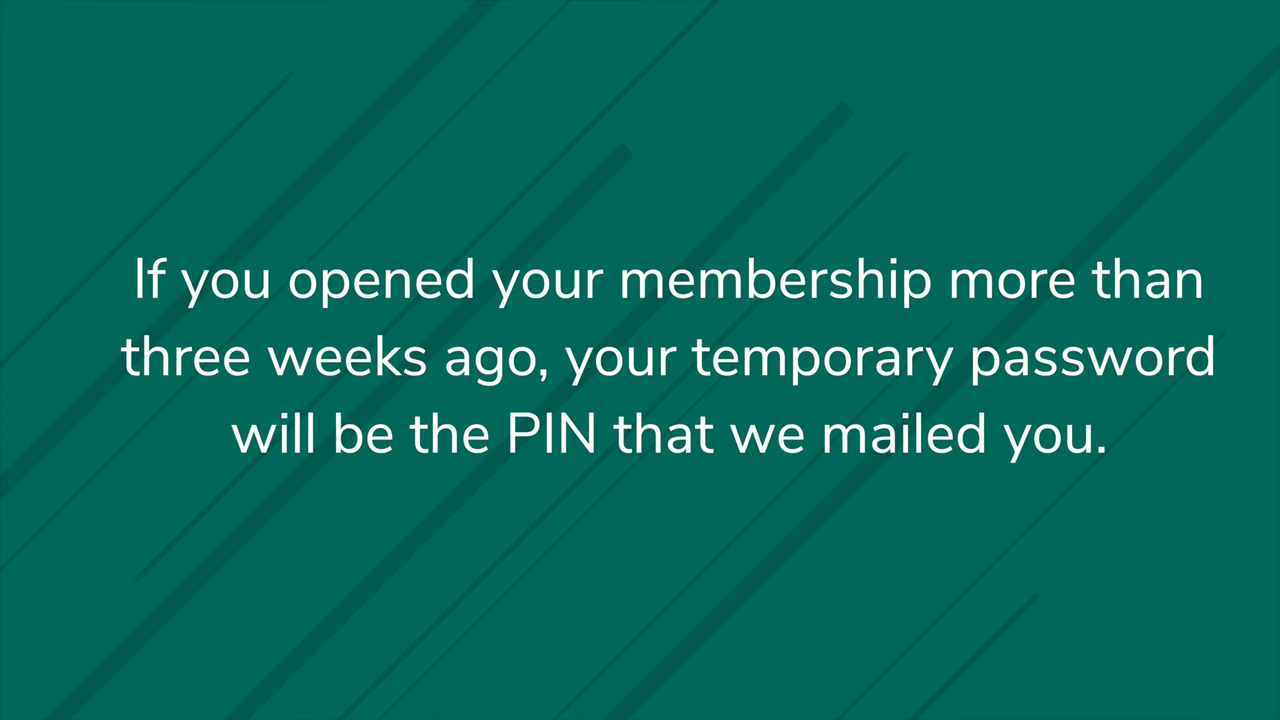 If you opened your membership more than
three weeks ago, your temporary password
will be the PIN that we mailed you.